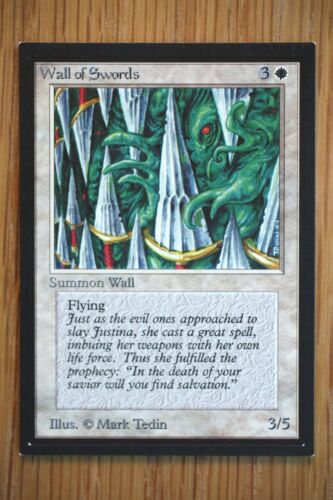 Wall of Swords 3
Summon Wall
Flying
Just as the evil ones approached to
slay Justina, she cast a great spell,
imbuing her weapons with her own
life force. Thus she fulfilled the
prophecy: "In the death of your
savior will you find salvation."
Illus. © Mark Tedin 3/5